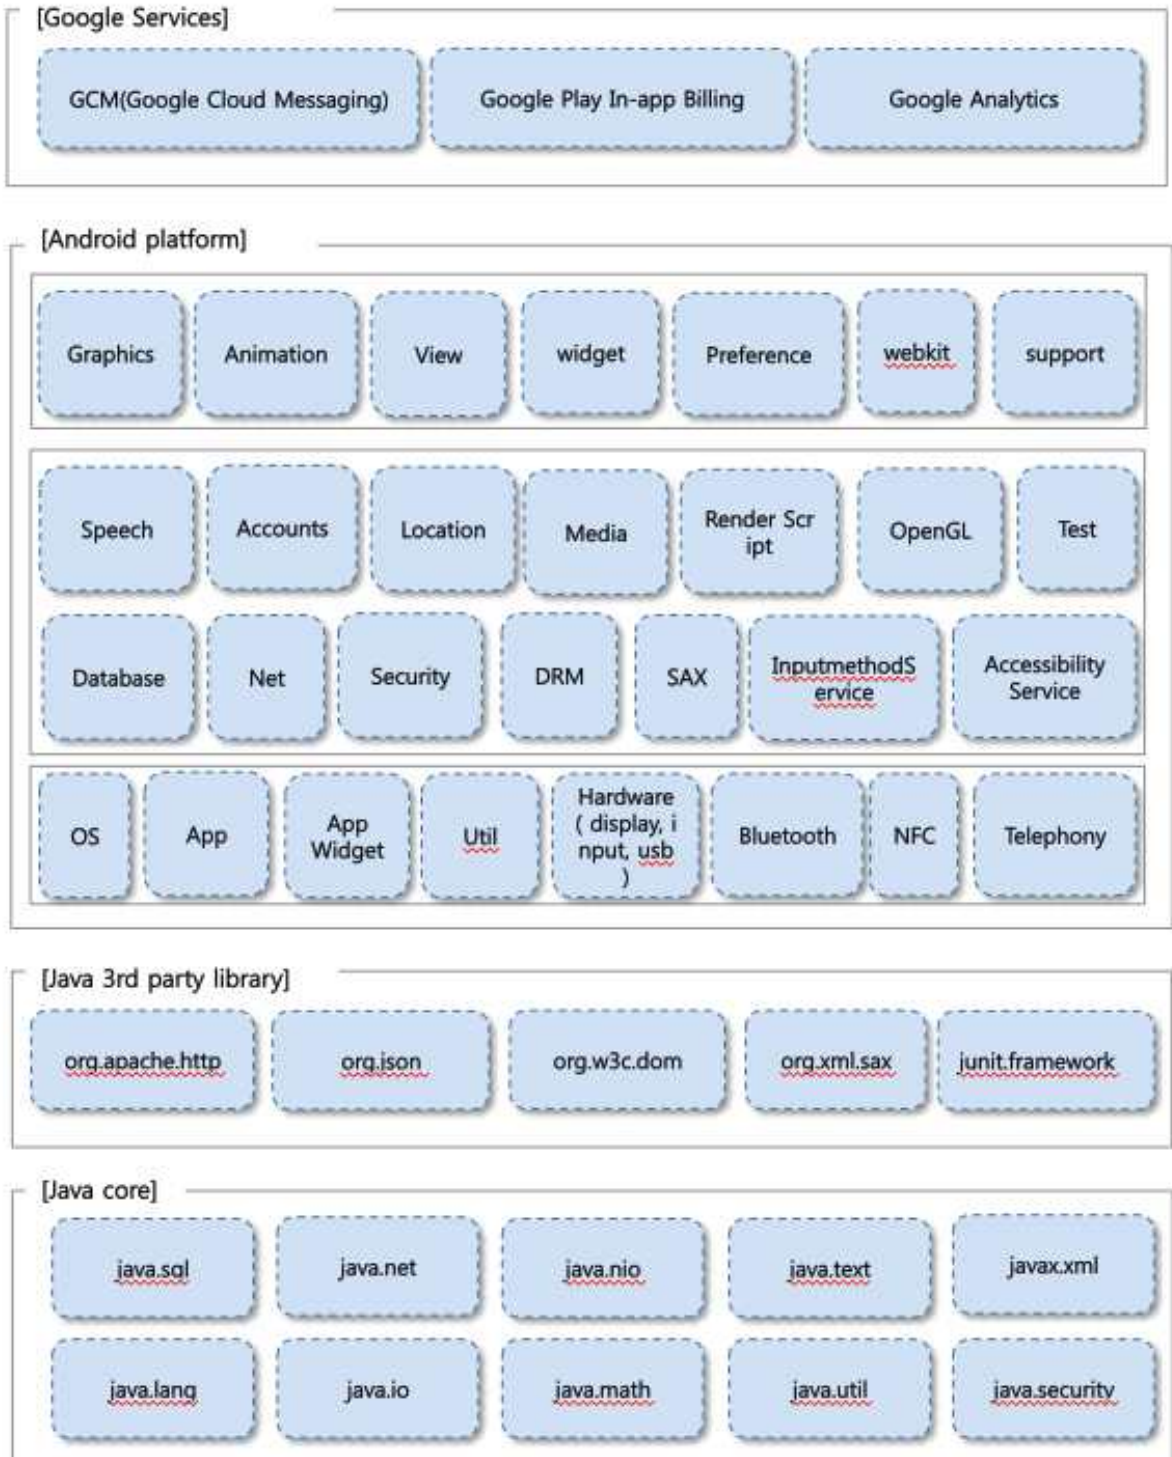 [Google Services]
GCM(Google Cloud Messaging)
Google Play In-app Billing
Google Analytics
[Android platform]
Graphics
Animation
View
widget
Preference
webkit
support
Speech
Accounts
Location
Media
Render Scr
ipt
OpenGL
Test
Database
Net
Security
DRM
SAX
InputmethodS
ervice
Accessibility
Service
OS
App
App
Widget
Util
Hardware
( display, i
nput, usb
)
Bluetooth
NFC
Telephony
[Java 3rd party library]
org.apache.http
org.json
org.w3c.dom
org.xml.sax
junit.framework
[Java core]
java.sql
java.net
java.nio
java.text
javax.xml
java.lang
java.io
java.math
java.util
java.security